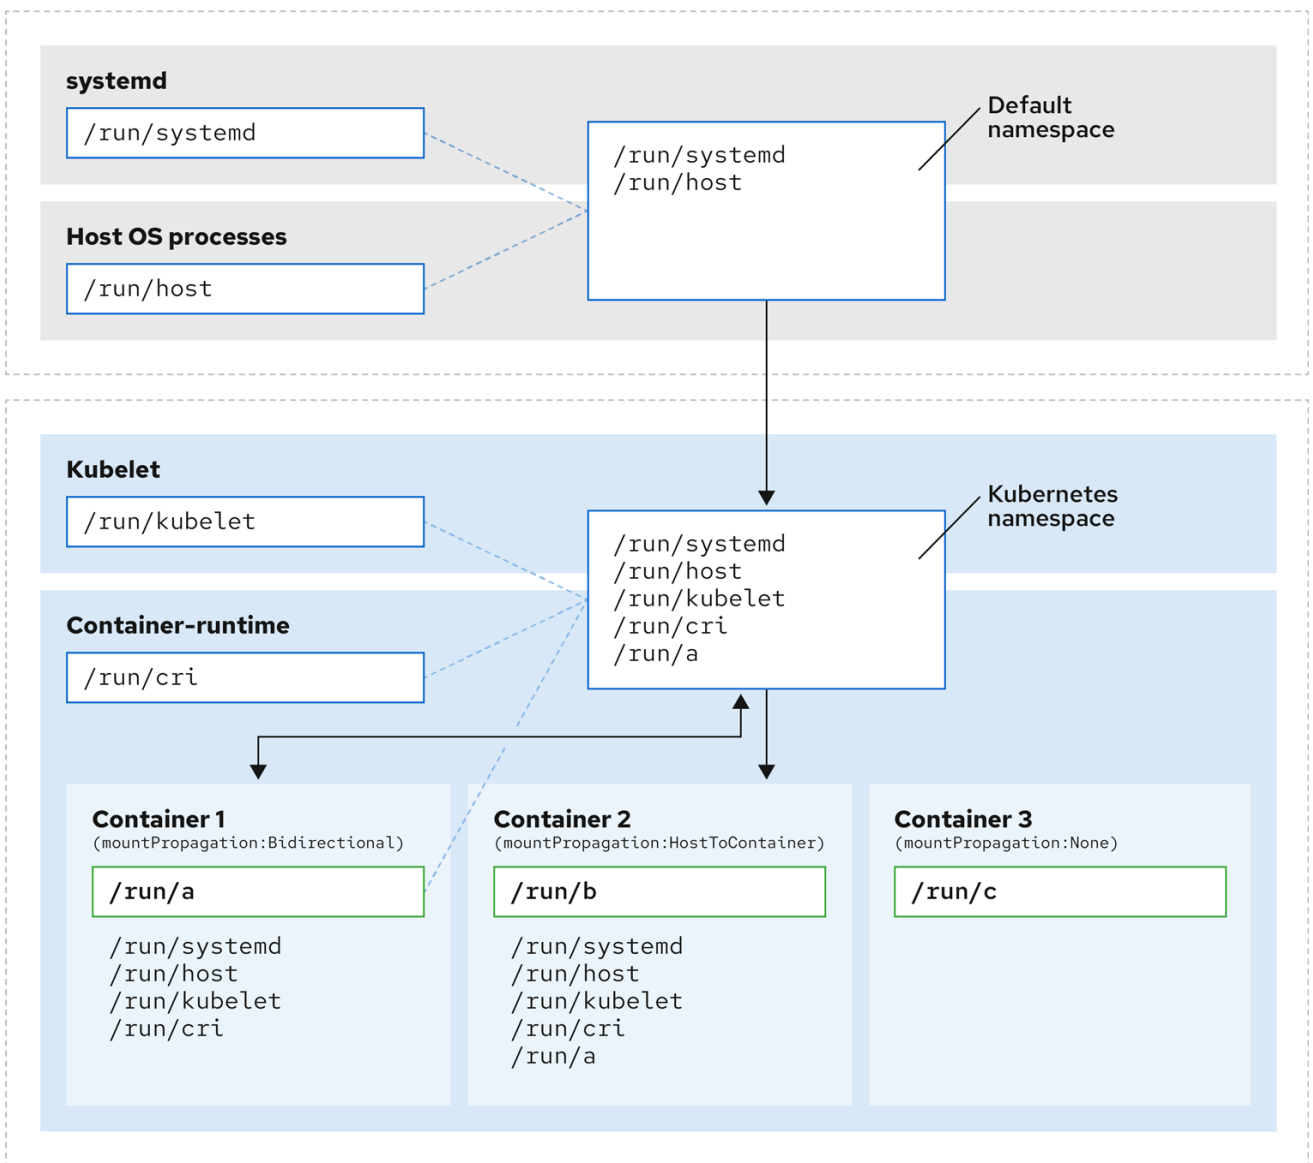 systemd
/run/systemd
Default
namespace
/run/systemd
/run/host
Host OS processes
/run/host
Kubelet
/run/kubelet
Kubernetes
namespace
/run/systemd
/run/host
/run/kubelet
/run/cri
/run/a
Container-runtime
/run/cri
Container 1
(mountPropagation:Bidirectional)
/run/a
/run/systemd
/run/host
/run/kubelet
/run/cri
Container 2
(mountPropagation:HostToContainer)
/run/b
/run/systemd
/run/host
/run/kubelet
/run/cri
/run/a
Container 3
(mountPropagation:None)
/run/c